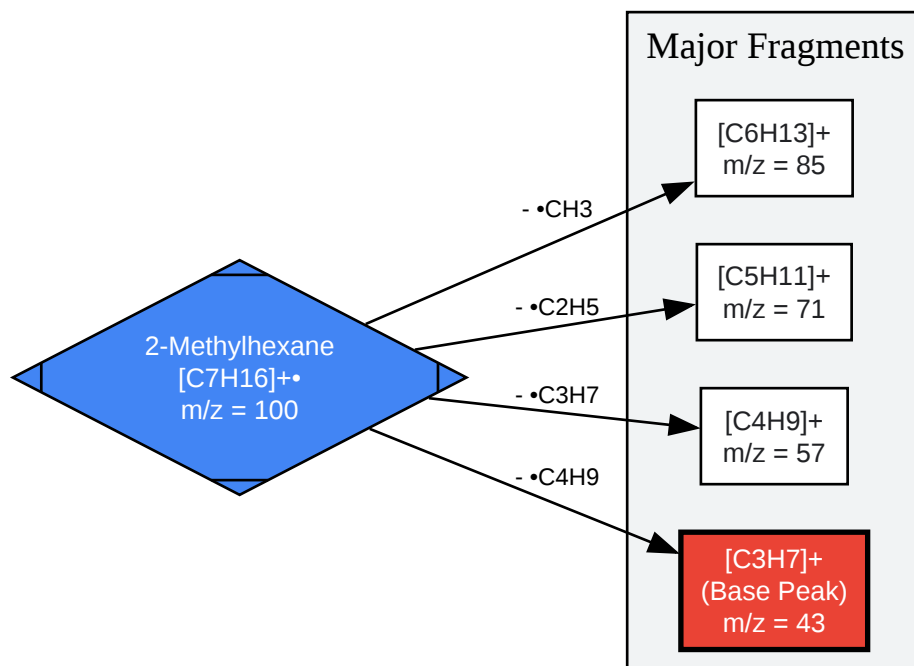 Major Fragments
[C6H13]+
m/z = 85
- •CH3
[C5H11]+
m/z = 71
- •C2H5
2-Methylhexane
[C7H16]+•
m/z = 100
- •C3H7
[C4H9]+
m/z = 57
- •C4H9
[C3H7]+
(Base Peak)
m/z = 43